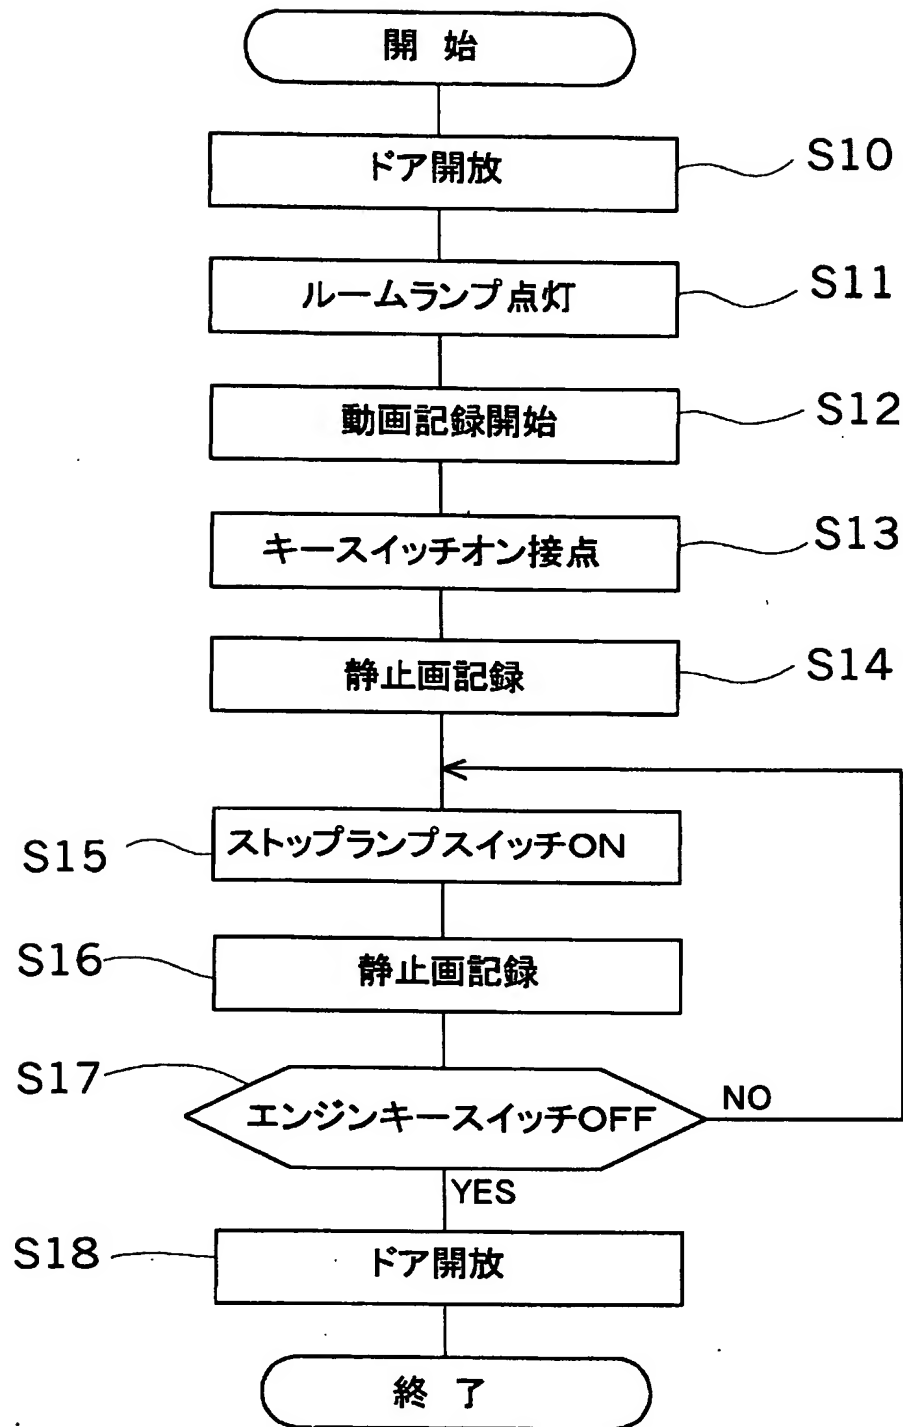 開 始
ドア開放
S10
ルームランプ点灯
S11
動画記録開始
S12
キースイッチオン接点
S13
静止画記録
S14
S15
ストップランプスイッチON
S16
静止画記録
S17
エンジンキースイッチOFF
NO
YES
S18
ドア開放
終 了